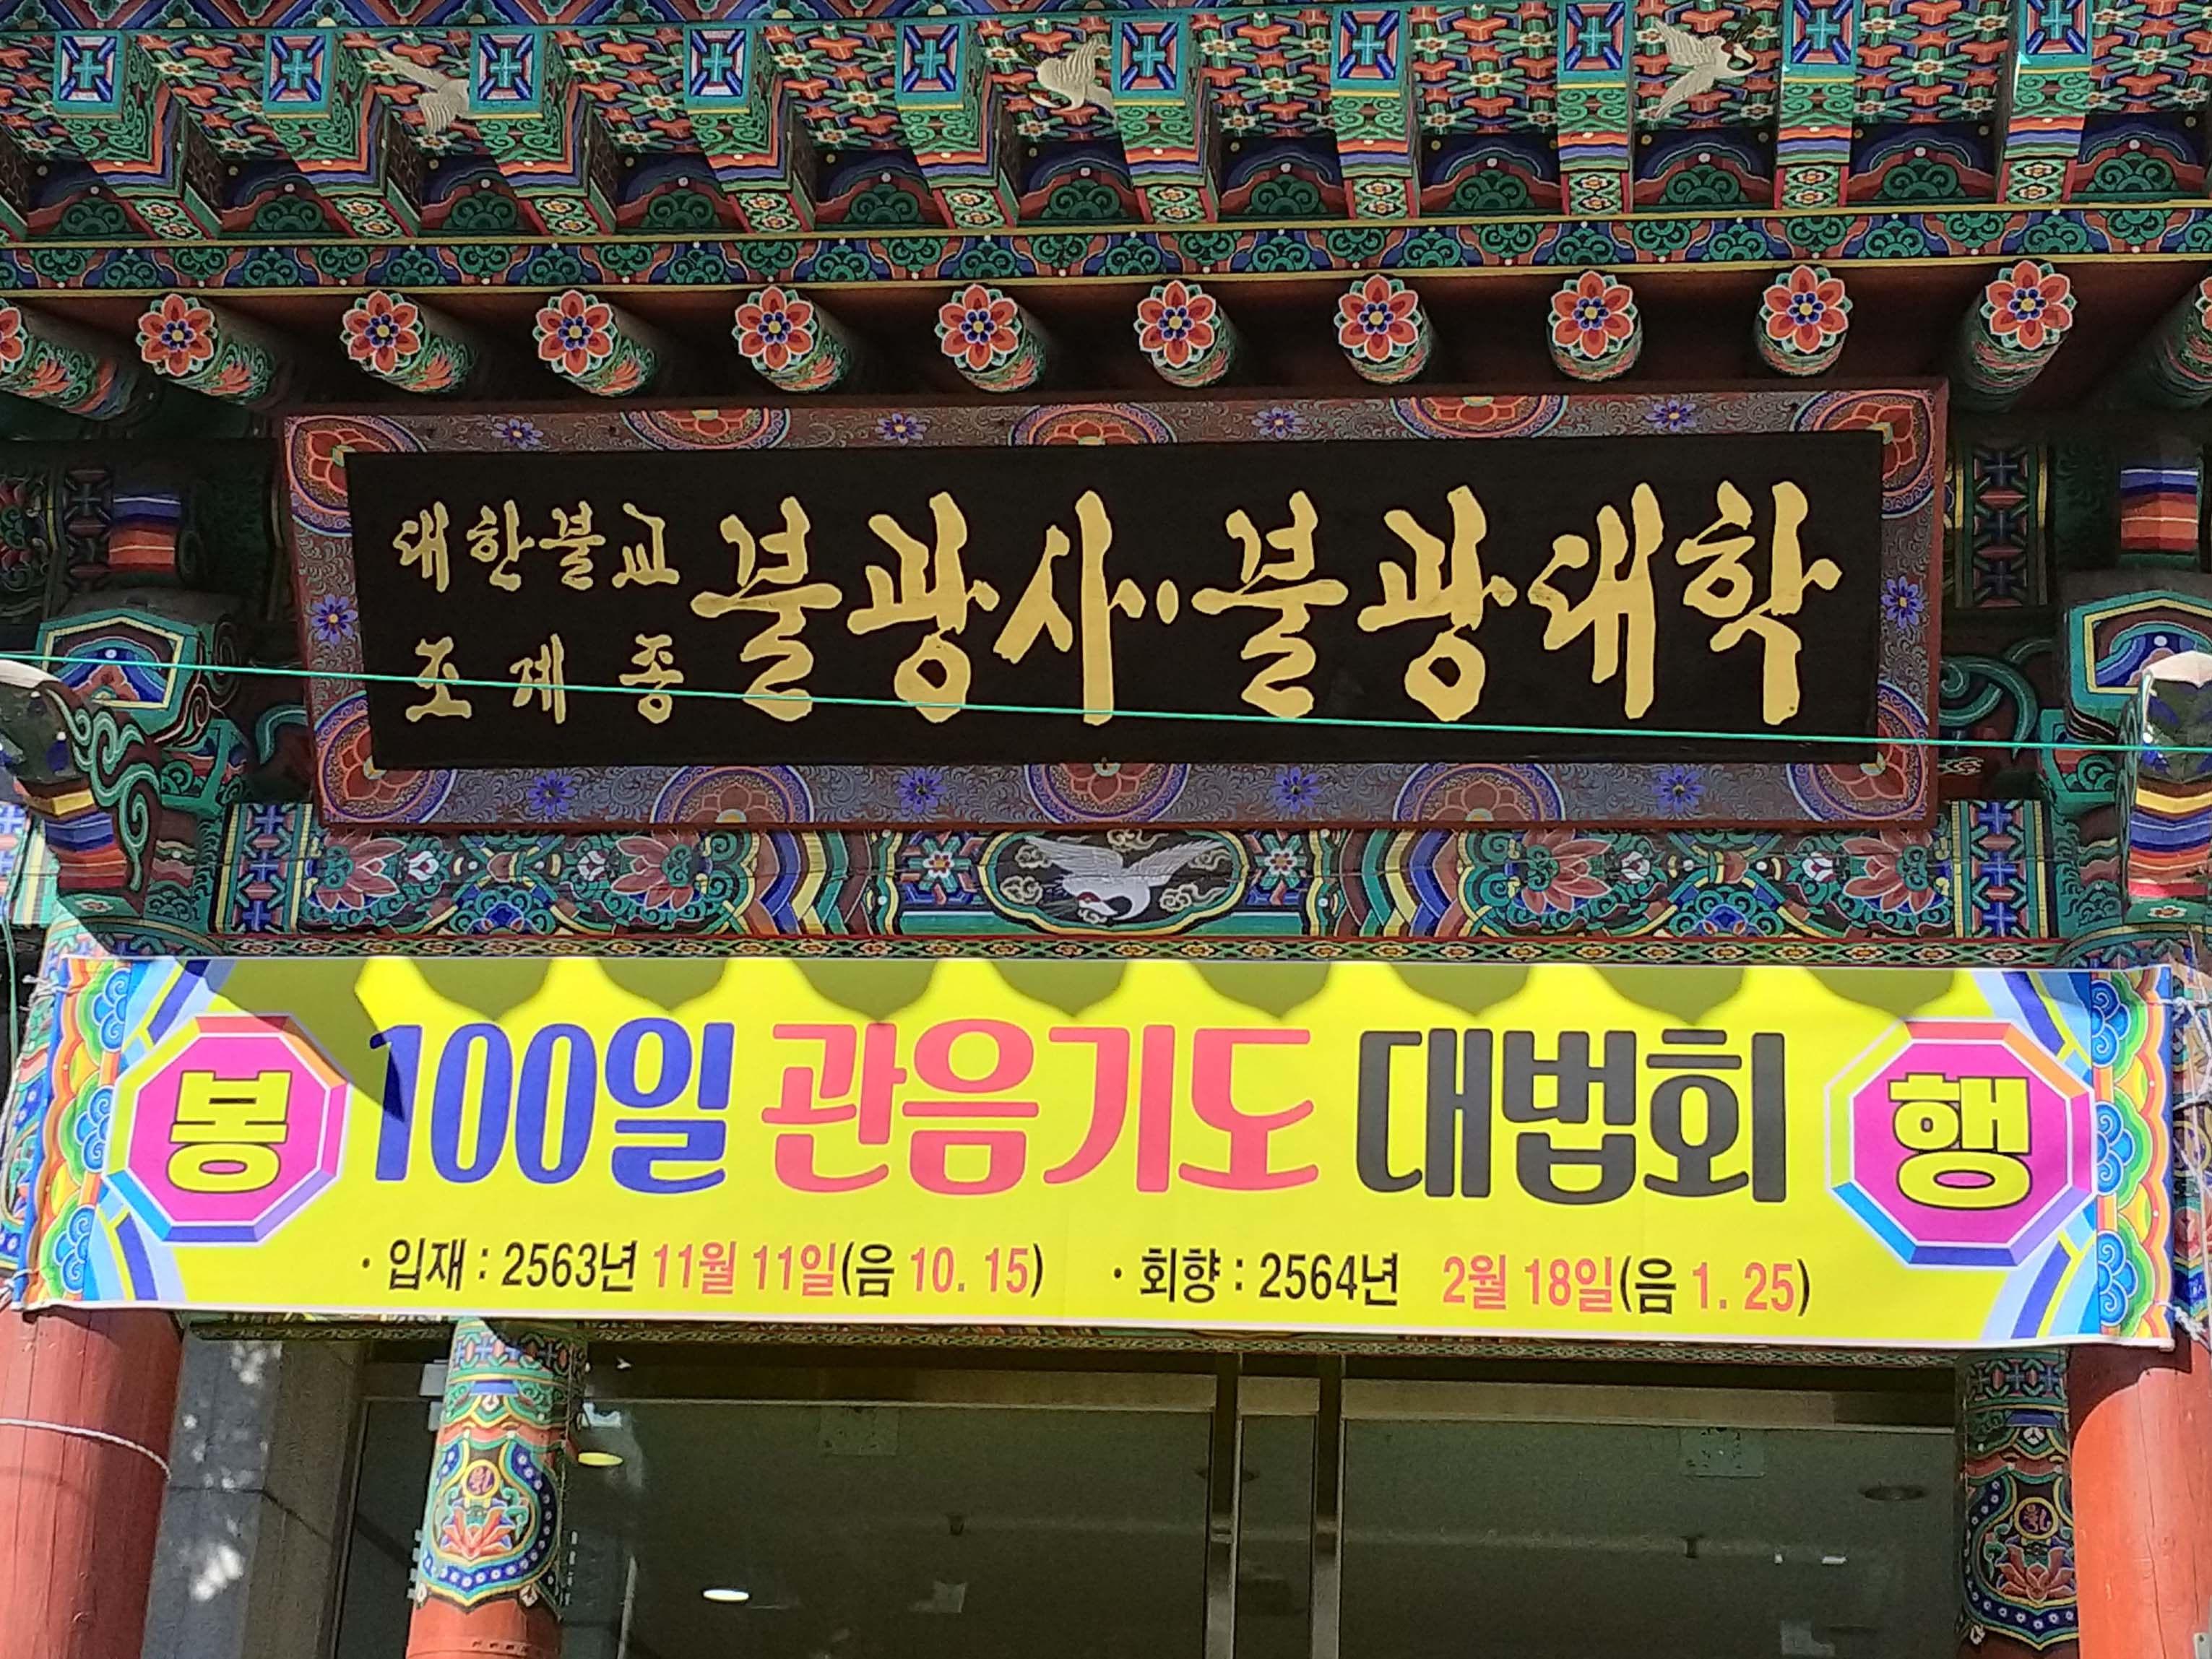 대한불교
조계종
불광사·불광대학
봉
100일 관음기도 대법회
행
· 입재 : 2563년 11월 11일(음 10. 15) · 회향 : 2564년 2월 18일(음 1. 25)